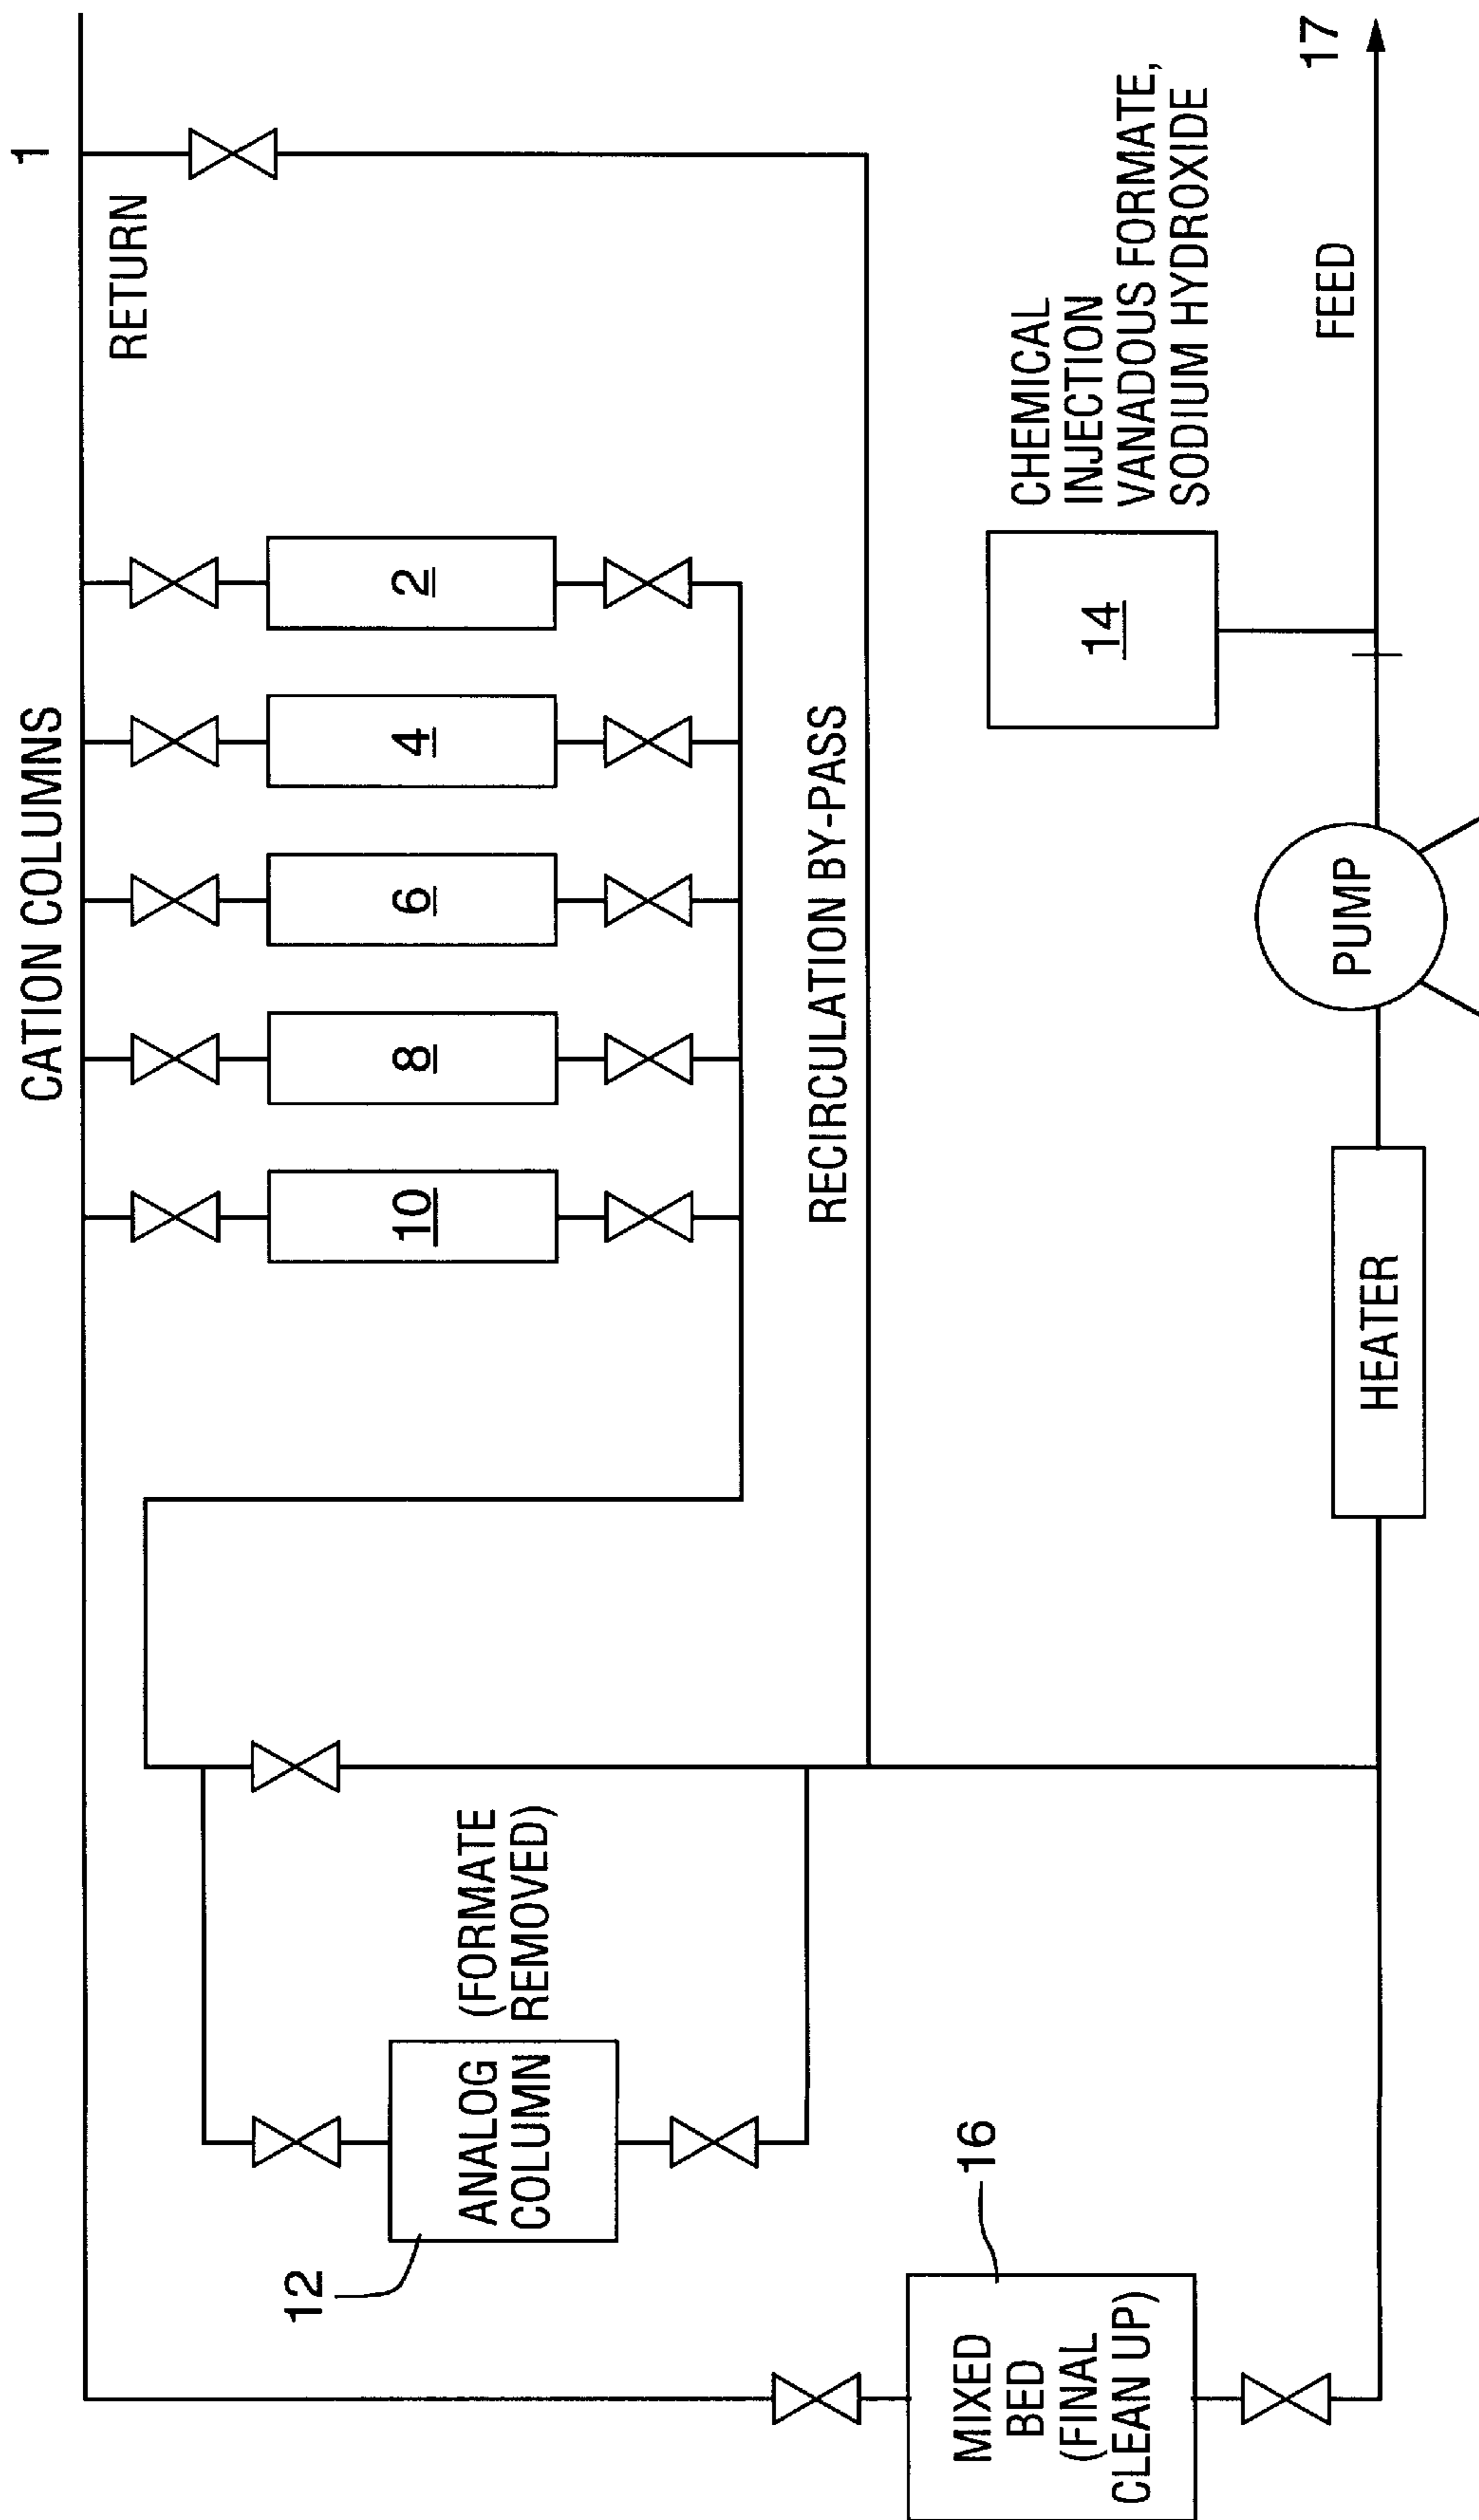 CATION COLUMNS
1
RETURN
10
8
6
4
2
12
ANALOG
COLUMN
(FORMATE
REMOVED)
RECIRCULATION BY-PASS
16
MIXED
BED
(FINAL
CLEAN UP)
14
CHEMICAL
INJECTION
VANADOUS FORMATE,
SODIUM HYDROXIDE
HEATER
PUMP
FEED
17